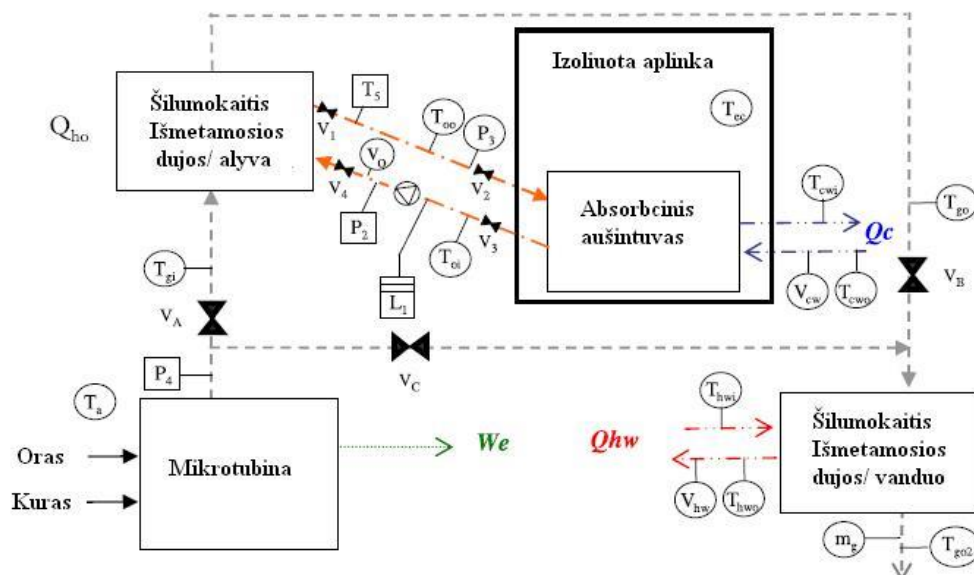 Izoliuota aplinka
T_ec
Šilumokaitis
Išmetamosios
dujos/ alyva
Q_ho
V_1
T_5
T_oo
P_3
V_2
V_4
V_o
P_2
T_oi
V_3
L_1
Absorbcinis
aušintuvas
T_cwi
Qc
V_cw
T_cwo
T_go
V_B
T_gi
V_A
V_C
P_4
T_a
Oras
Kuras
Mikrotubina
We
Qhw
T_hwi
V_hw
T_hwo
Šilumokaitis
Išmetamosios
dujos/ vanduo
m_g
T_go2